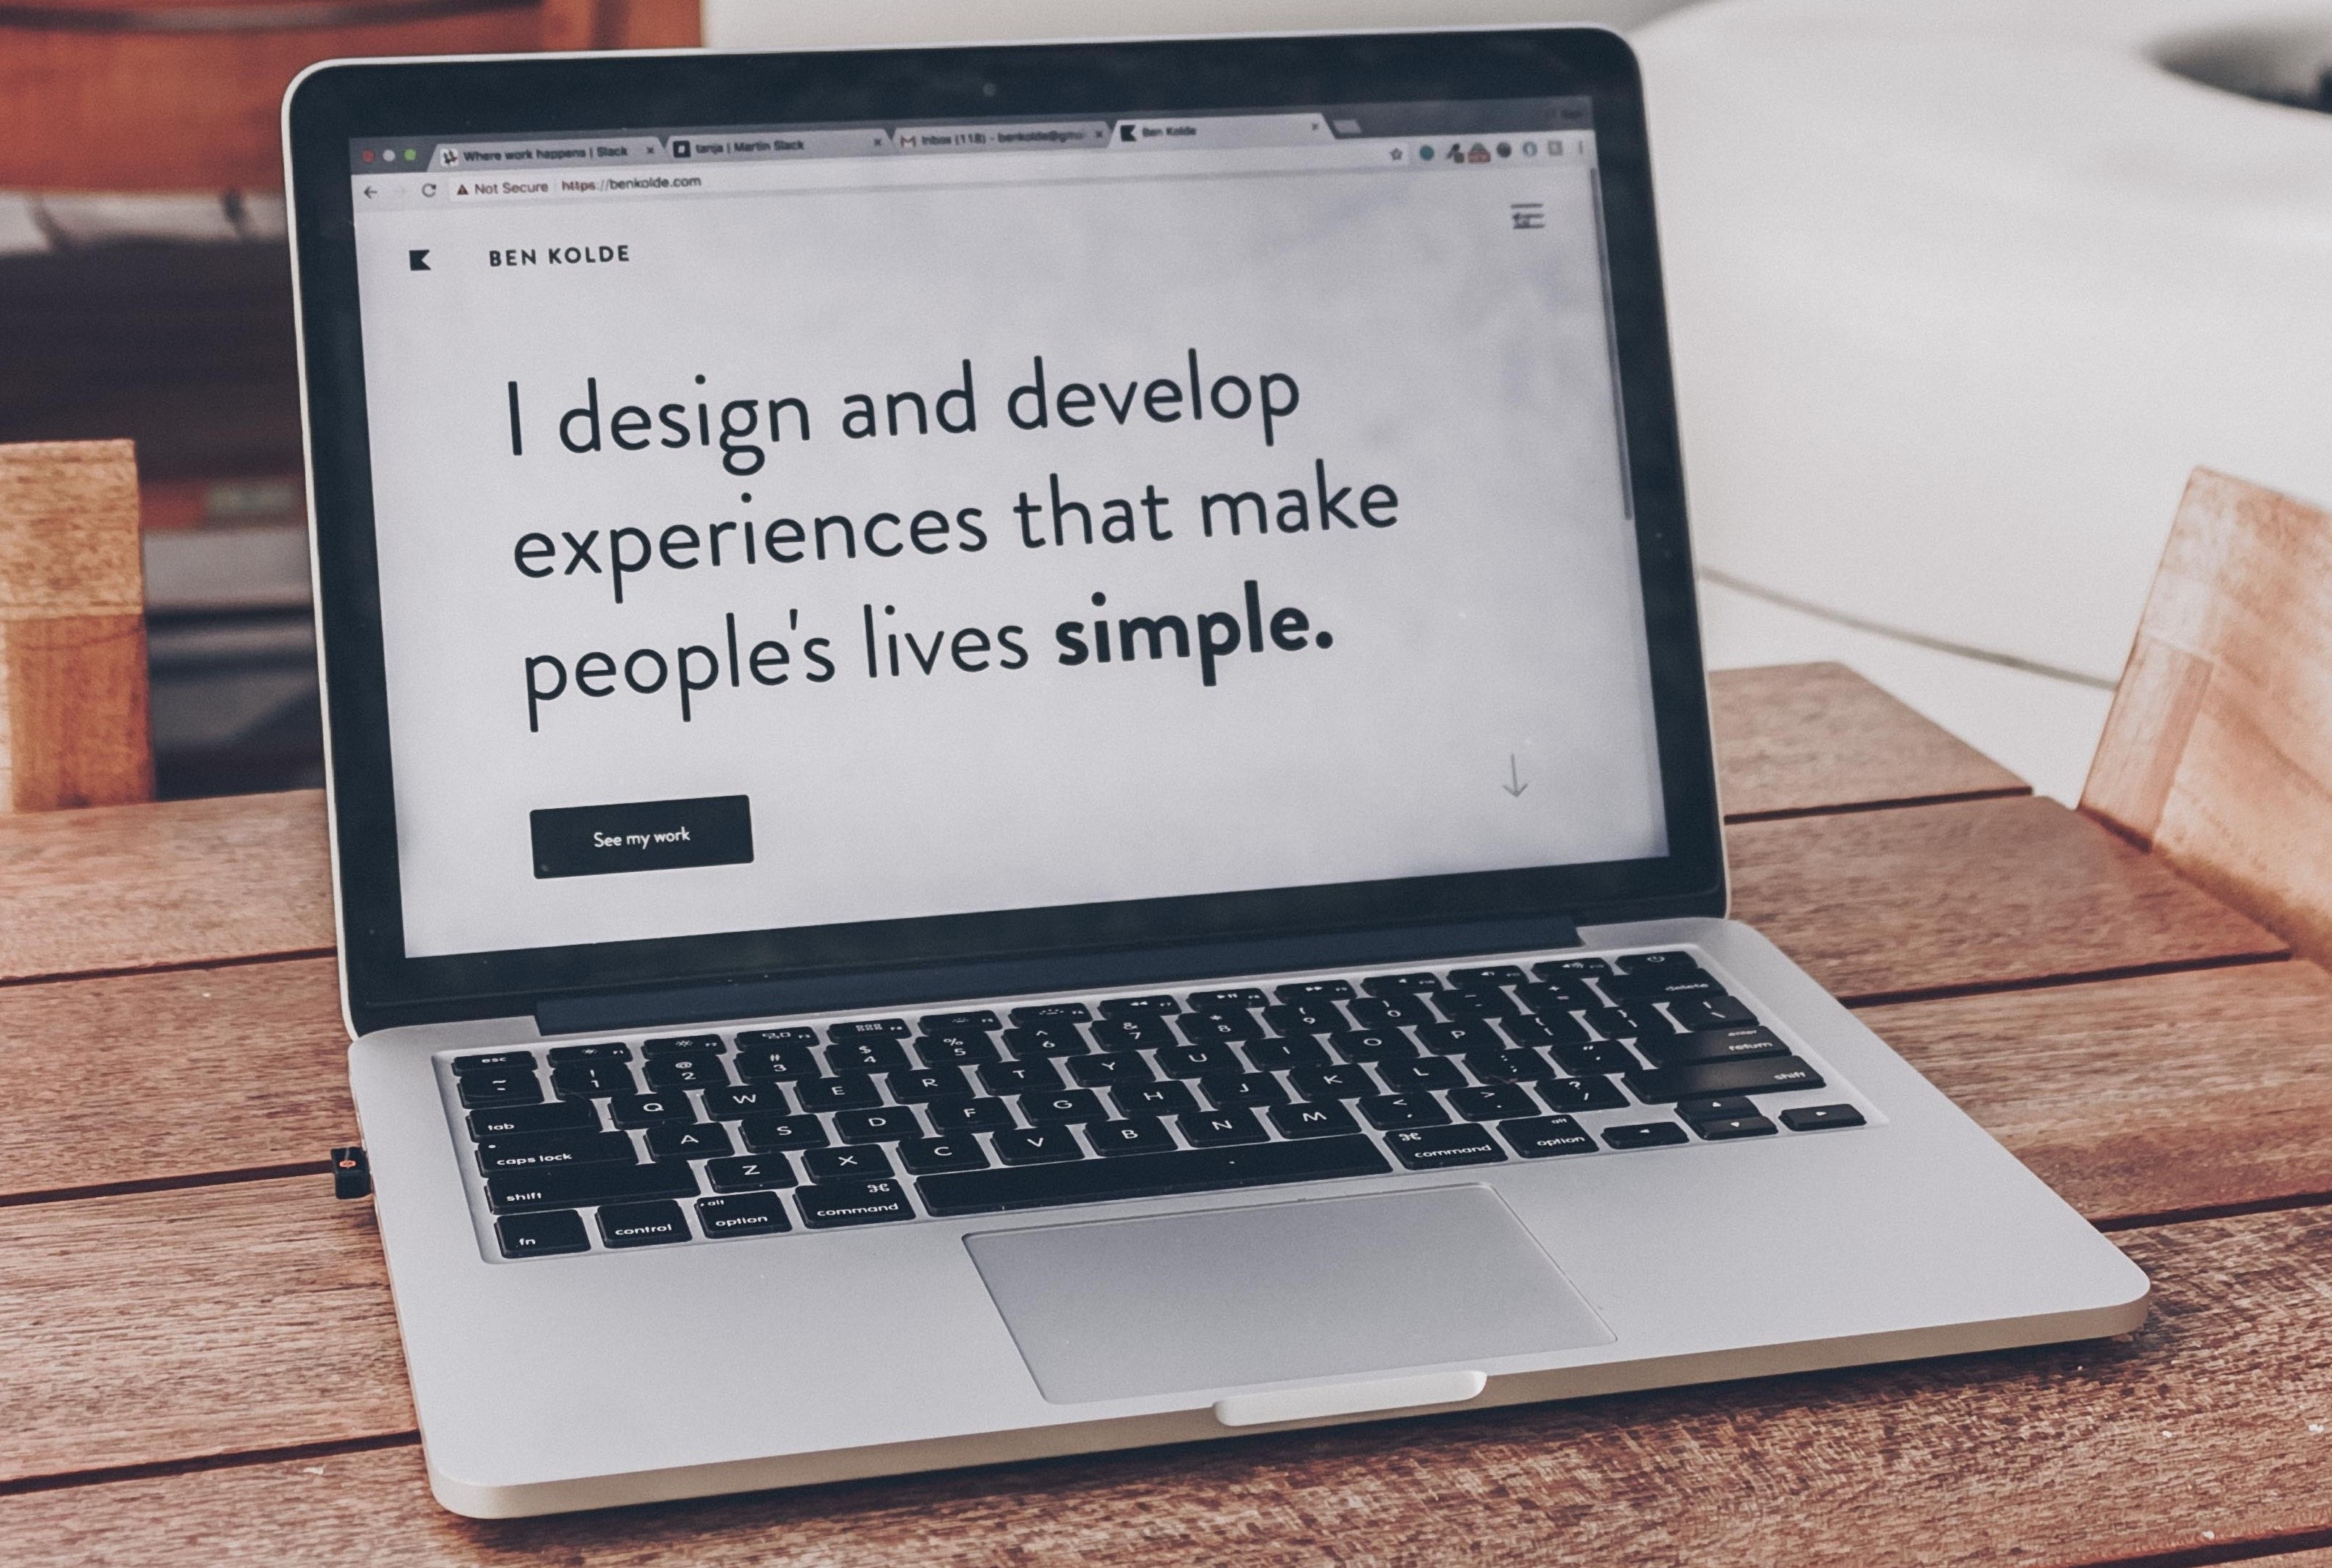 Where work happens | Slack
tanja | Martin Slack
Inbox (118) - benkolde@gma
Ben Kolde
Not Secure https://benkolde.com
BEN KOLDE
I design and develop
experiences that make
people's lives simple.
See my work
esc
delete
~ ! 1 @ 2 # 3 $ 4 % 5 ^ 6 & 7 * 8 ( 9 ) 0
tab Q W E R T Y U I O P
caps lock A S D F G H J K L enter return
shift Z X C V B N M < , > . ? / shift
fn control alt option ⌘ command ⌘ command alt option